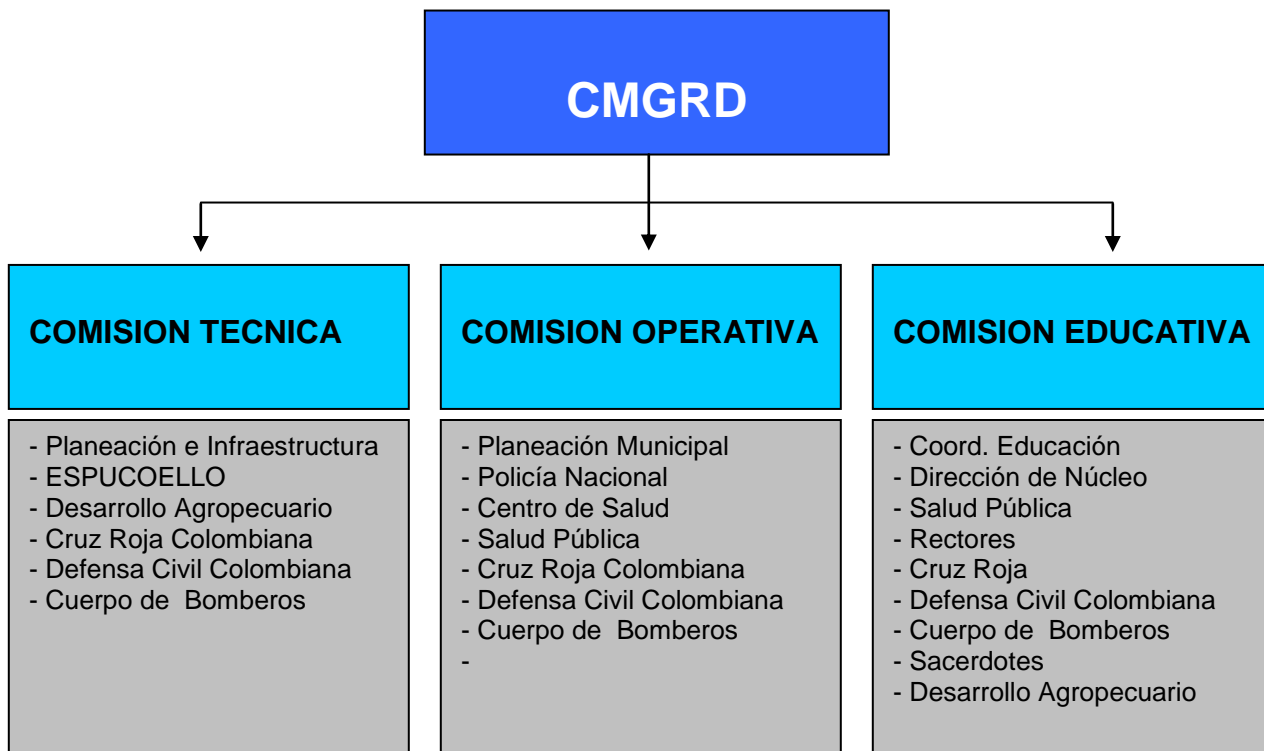 CMGRD
COMISION TECNICA
- Planeación e Infraestructura
- ESPUCOELLO
- Desarrollo Agropecuario
- Cruz Roja Colombiana
- Defensa Civil Colombiana
- Cuerpo de  Bomberos
COMISION OPERATIVA
- Planeación Municipal
- Policía Nacional
- Centro de Salud
- Salud Pública
- Cruz Roja Colombiana
- Defensa Civil Colombiana
- Cuerpo de  Bomberos
-
COMISION EDUCATIVA
- Coord. Educación
- Dirección de Núcleo
- Salud Pública
- Rectores
- Cruz Roja
- Defensa Civil Colombiana
- Cuerpo de  Bomberos
- Sacerdotes
- Desarrollo Agropecuario